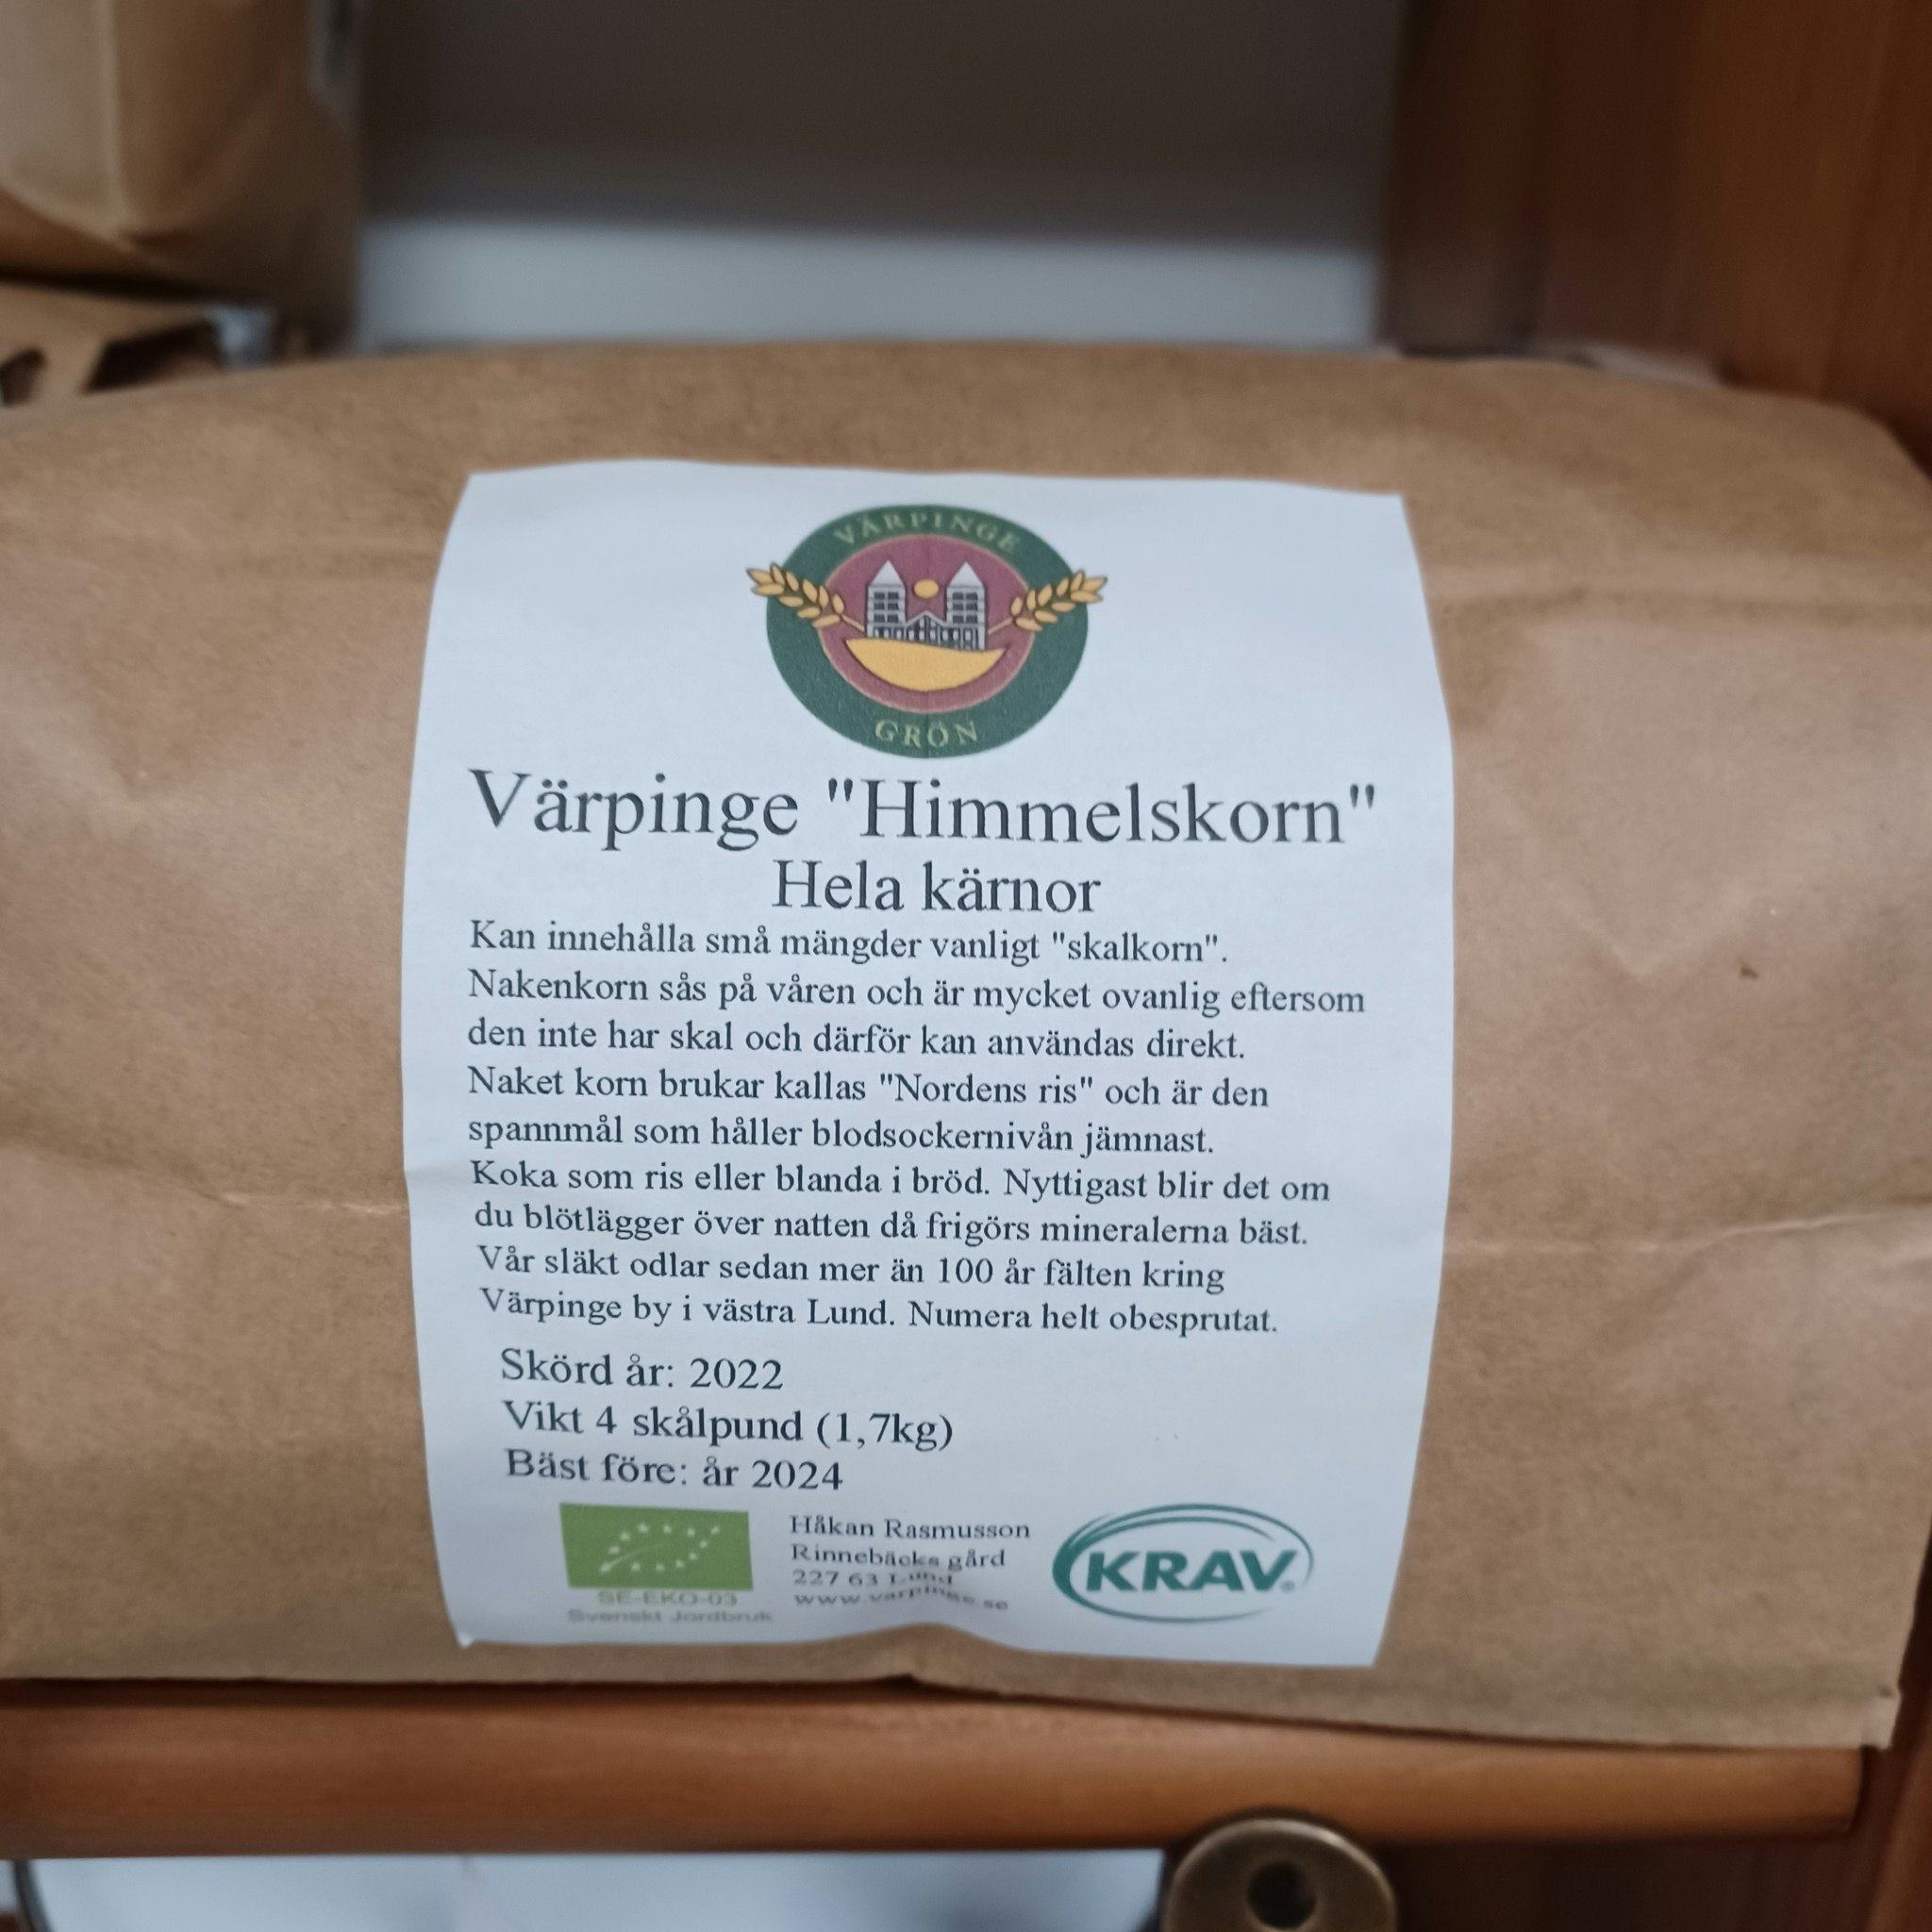 VÄRPINGE
GRÖN
Värpinge "Himmelskorn"
Hela kärnor
Kan innehålla små mängder vanligt "skalkorn".
Nakenkorn sås på våren och är mycket ovanlig eftersom
den inte har skal och därför kan användas direkt.
Naket korn brukar kallas "Nordens ris" och är den
spannmål som håller blodsockernivån jämnast.
Koka som ris eller blanda i bröd. Nyttigast blir det om
du blötlägger över natten då frigörs mineralerna bäst.
Vår släkt odlar sedan mer än 100 år fälten kring
Värpinge by i västra Lund. Numera helt obesprutat.
Skörd år: 2022
Vikt 4 skålpund (1,7kg)
Bäst före: år 2024
SE-EKO-03
Svenskt Jordbruk
Håkan Rasmusson
Rinnebäcks gård
227 63 Lund
www.varpinge.se
KRAV